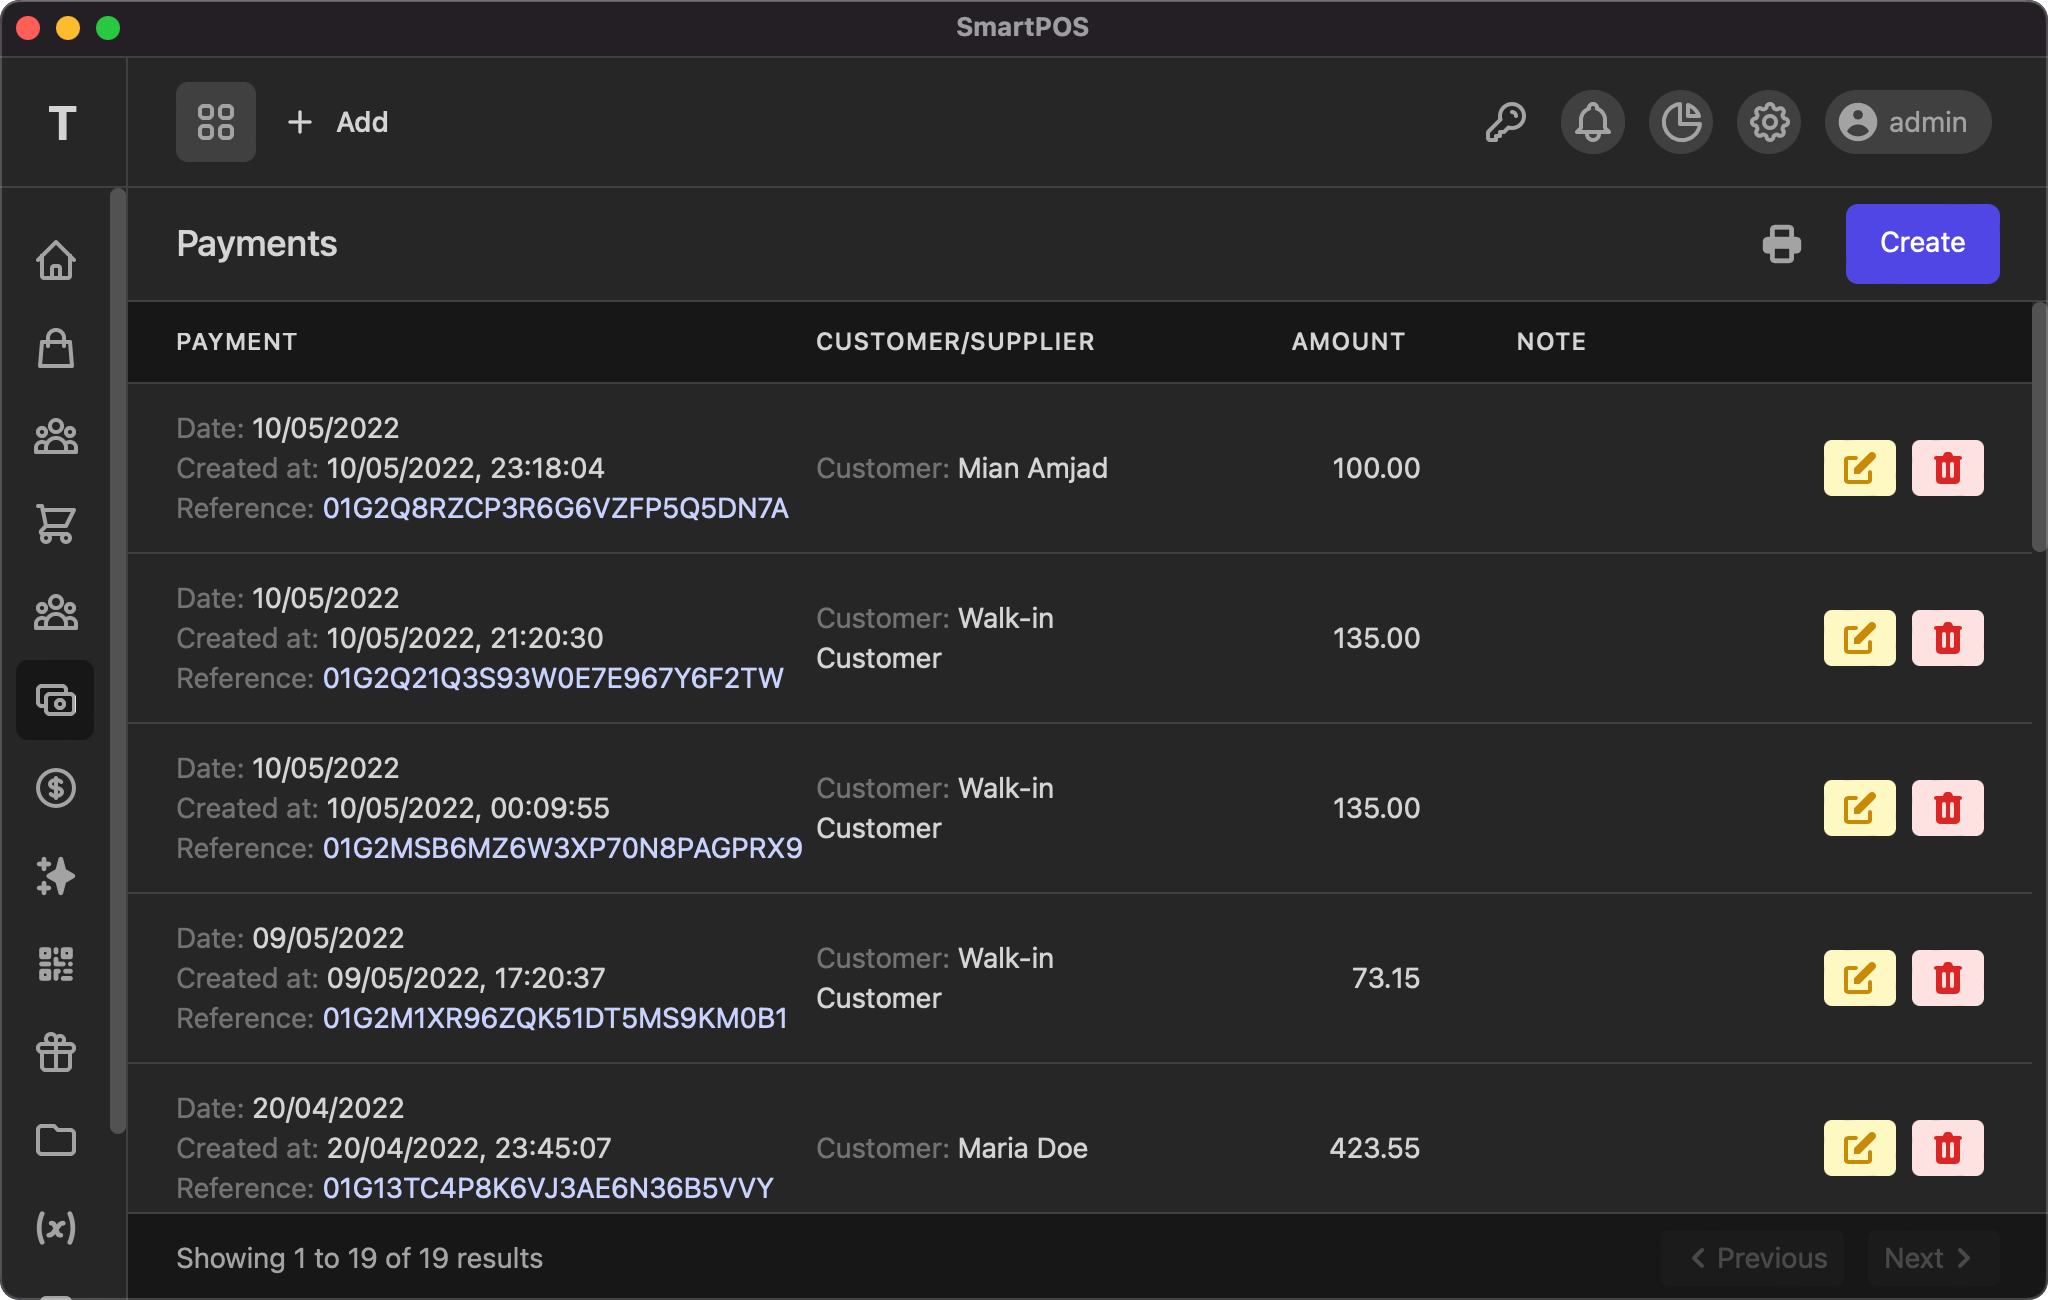 SmartPOS
T
Add
admin
Payments
Create
PAYMENT CUSTOMER/SUPPLIER AMOUNT NOTE
Date: 10/05/2022
Created at: 10/05/2022, 23:18:04
Reference: 01G2Q8RZCP3R6G6VZFP5Q5DN7A
Customer: Mian Amjad
100.00
Date: 10/05/2022
Created at: 10/05/2022, 21:20:30
Reference: 01G2Q21Q3S93W0E7E967Y6F2TW
Customer: Walk-in
Customer
135.00
Date: 10/05/2022
Created at: 10/05/2022, 00:09:55
Reference: 01G2MSB6MZ6W3XP70N8PAGPRX9
Customer: Walk-in
Customer
135.00
Date: 09/05/2022
Created at: 09/05/2022, 17:20:37
Reference: 01G2M1XR96ZQK51DT5MS9KM0B1
Customer: Walk-in
Customer
73.15
Date: 20/04/2022
Created at: 20/04/2022, 23:45:07
Reference: 01G13TC4P8K6VJ3AE6N36B5VVY
Customer: Maria Doe
423.55
(x)
Showing 1 to 19 of 19 results
Previous
Next